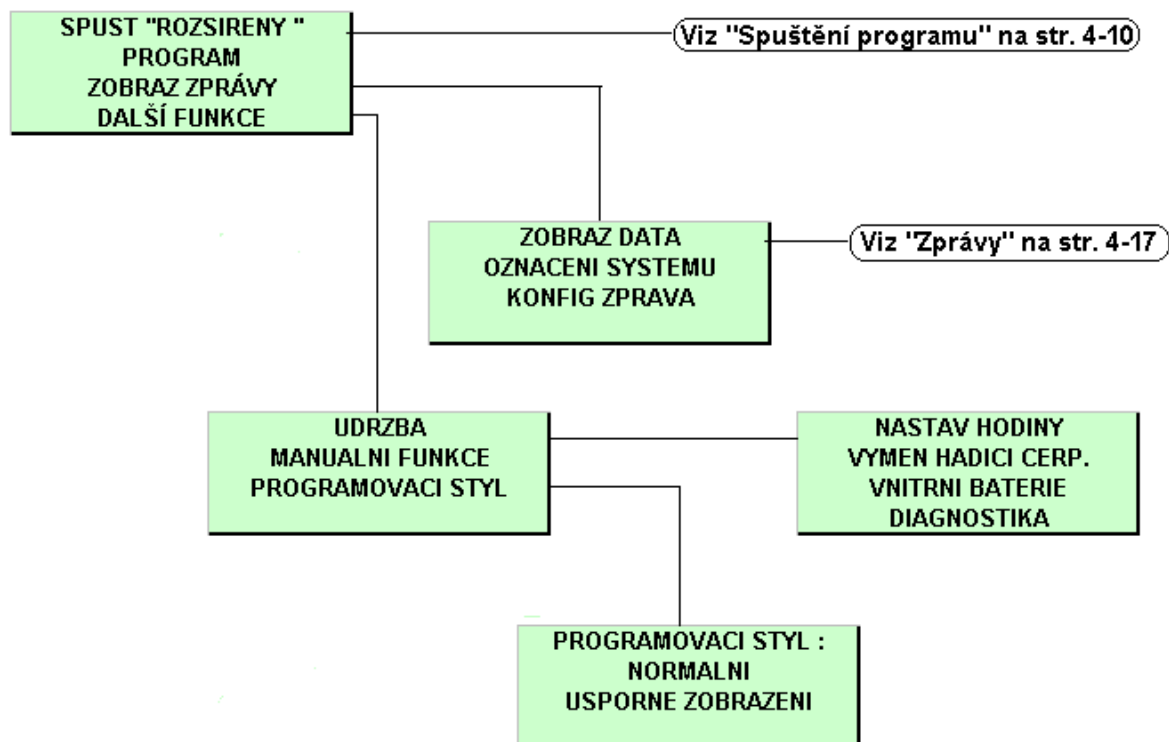 SPUST "ROZSIRENY "
PROGRAM
ZOBRAZ ZPRÁVY
DALŠÍ FUNKCE
Viz "Spuštění programu" na str. 4-10
ZOBRAZ DATA
OZNACENI SYSTEMU
KONFIG ZPRAVA
Viz "Zprávy" na str. 4-17
UDRZBA
MANUALNI FUNKCE
PROGRAMOVACI STYL
NASTAV HODINY
VYMEN HADICI CERP.
VNITRNI BATERIE
DIAGNOSTIKA
PROGRAMOVACI STYL :
NORMALNI
USPORNE ZOBRAZENI